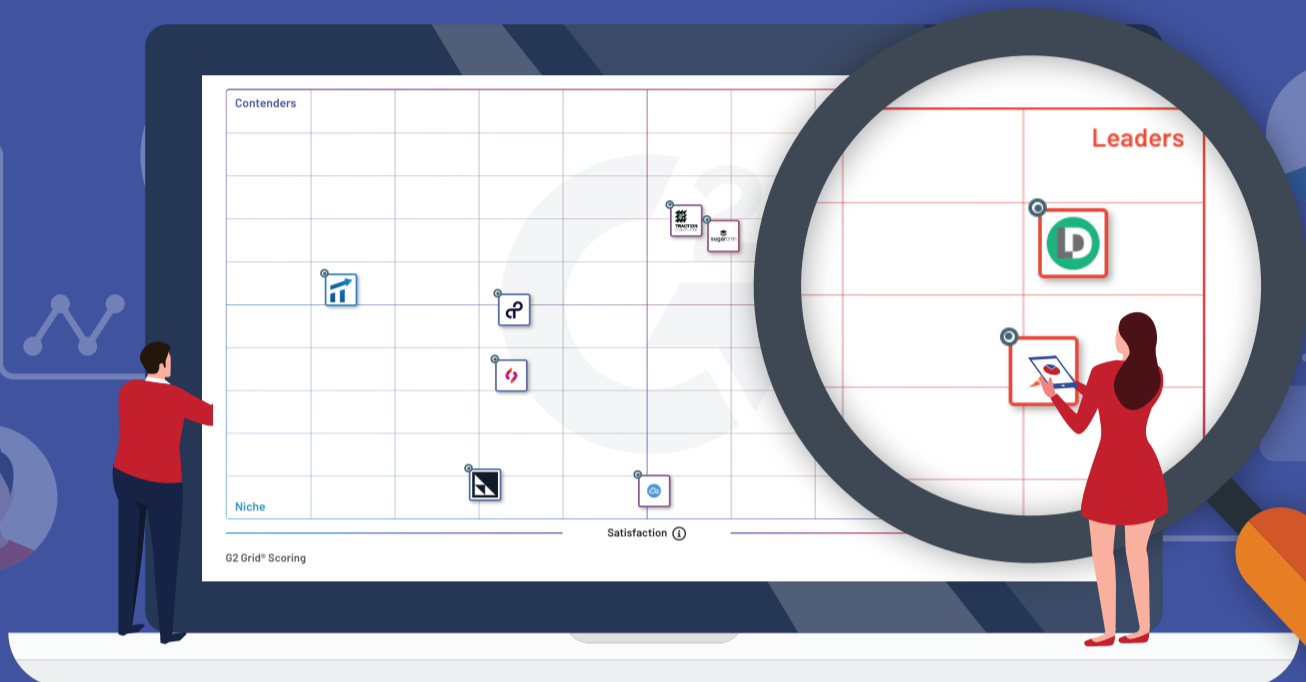 Contenders
Leaders
TRACTION
sugarcrm
Niche
Satisfaction
G2 Grid® Scoring